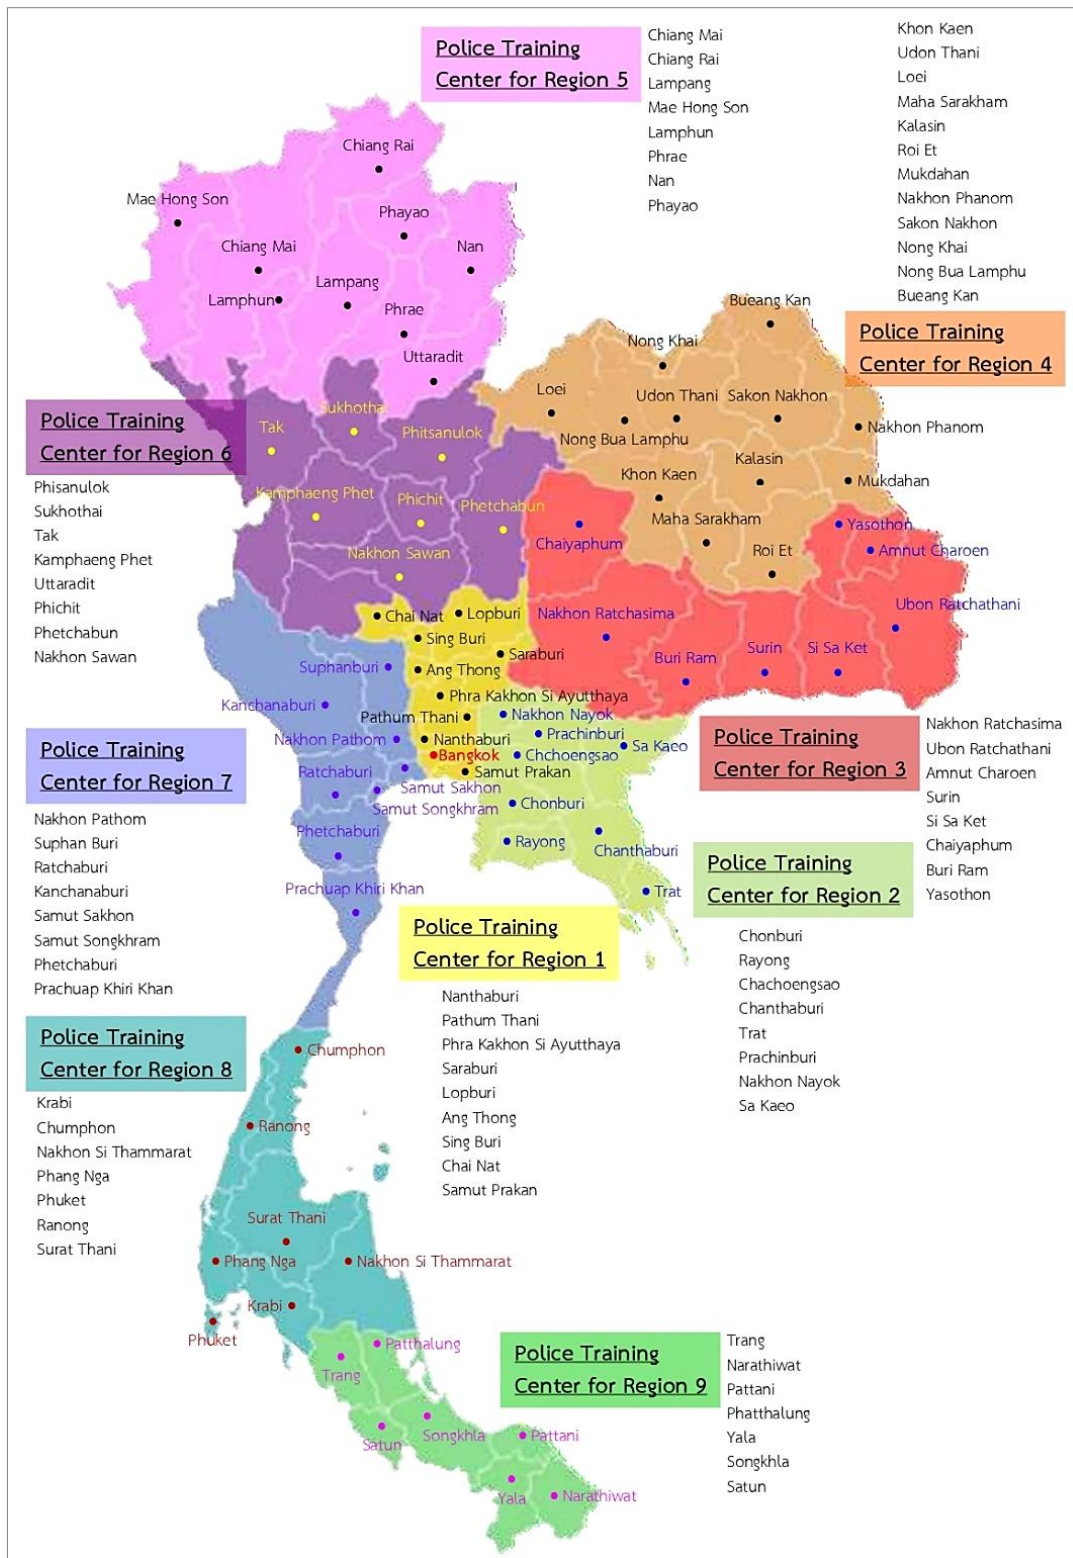 Police Training
Center for Region 5
Chiang Mai
Chiang Rai
Lampang
Mae Hong Son
Lamphun
Phrae
Nan
Phayao
Khon Kaen
Udon Thani
Loei
Maha Sarakham
Kalasin
Roi Et
Mukdahan
Nakhon Phanom
Sakon Nakhon
Nong Khai
Nong Bua Lamphu
Bueang Kan
Police Training
Center for Region 4
Chiang Rai
Mae Hong Son
Phayao
Chiang Mai
Nan
Lampang
Lamphun
Phrae
Uttaradit
Bueang Kan
Nong Khai
Loei
Udon Thani
Sakon Nakhon
Nong Bua Lamphu
Nakhon Phanom
Khon Kaen
Kalasin
Mukdahan
Maha Sarakham
Roi Et
Police Training
Center for Region 6
Phisanulok
Sukhothai
Tak
Kamphaeng Phet
Uttaradit
Phichit
Phetchabun
Nakhon Sawan
Sukhothai
Tak
Phitsanulok
Kamphaeng Phet
Phichit
Phetchabun
Nakhon Sawan
Chaiyaphum
Yasothon
Amnut Charoen
Ubon Ratchathani
Nakhon Ratchasima
Buri Ram
Surin
Si Sa Ket
Chai Nat
Lopburi
Sing Buri
Saraburi
Ang Thong
Phra Kakhon Si Ayutthaya
Pathum Thani
Nanthaburi
Bangkok
Samut Prakan
Suphanburi
Kanchanaburi
Nakhon Pathom
Ratchaburi
Samut Sakhon
Samut Songkhram
Phetchaburi
Prachuap Khiri Khan
Nakhon Nayok
Prachinburi
Chchoengsao
Sa Kaeo
Chonburi
Rayong
Chanthaburi
Trat
Police Training
Center for Region 3
Nakhon Ratchasima
Ubon Ratchathani
Amnut Charoen
Surin
Si Sa Ket
Chaiyaphum
Buri Ram
Yasothon
Police Training
Center for Region 7
Nakhon Pathom
Suphan Buri
Ratchaburi
Kanchanaburi
Samut Sakhon
Samut Songkhram
Phetchaburi
Prachuap Khiri Khan
Police Training
Center for Region 2
Chonburi
Rayong
Chachoengsao
Chanthaburi
Trat
Prachinburi
Nakhon Nayok
Sa Kaeo
Police Training
Center for Region 1
Nanthaburi
Pathum Thani
Phra Kakhon Si Ayutthaya
Saraburi
Lopburi
Ang Thong
Sing Buri
Chai Nat
Samut Prakan
Police Training
Center for Region 8
Krabi
Chumphon
Nakhon Si Thammarat
Phang Nga
Phuket
Ranong
Surat Thani
Chumphon
Ranong
Surat Thani
Phang Nga
Nakhon Si Thammarat
Krabi
Phuket
Patthalung
Trang
Satun
Songkhla
Pattani
Yala
Narathiwat
Police Training
Center for Region 9
Trang
Narathiwat
Pattani
Phatthalung
Yala
Songkhla
Satun